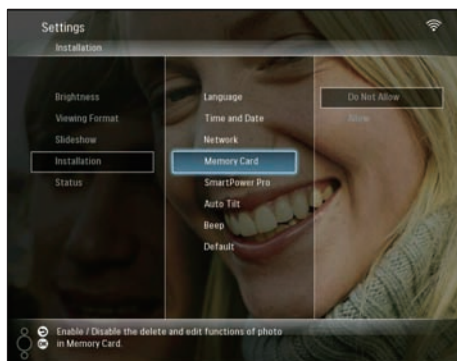 Settings
Installation
Brightness
Viewing Format
Slideshow
Installation
Status
Language
Time and Date
Network
Memory Card
SmartPower Pro
Auto Tilt
Beep
Default
Do Not Allow
Allow
Enable / Disable the delete and edit functions of photo
in Memory Card.
OK